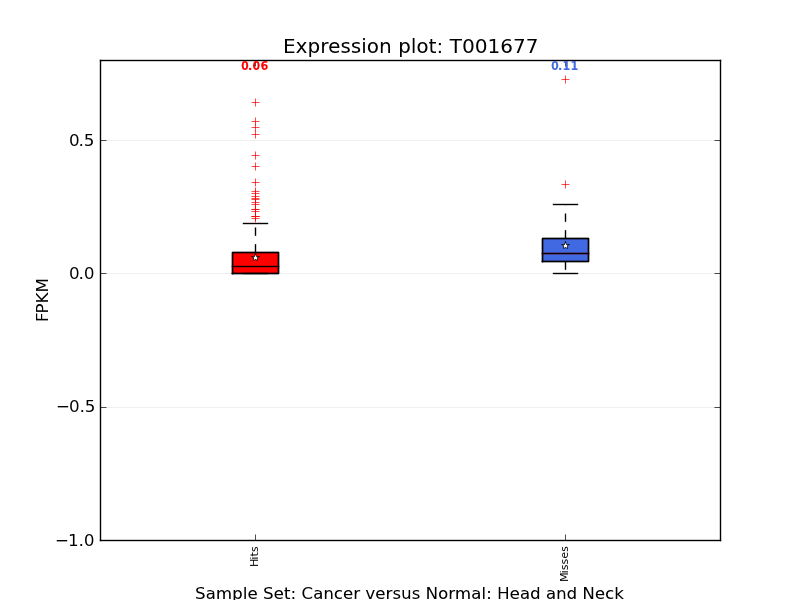 Expression plot: T001677
0.06 0.11
0.5
0.0
−0.5
−1.0
FPKM
Hits
Misses
Sample Set: Cancer versus Normal: Head and Neck